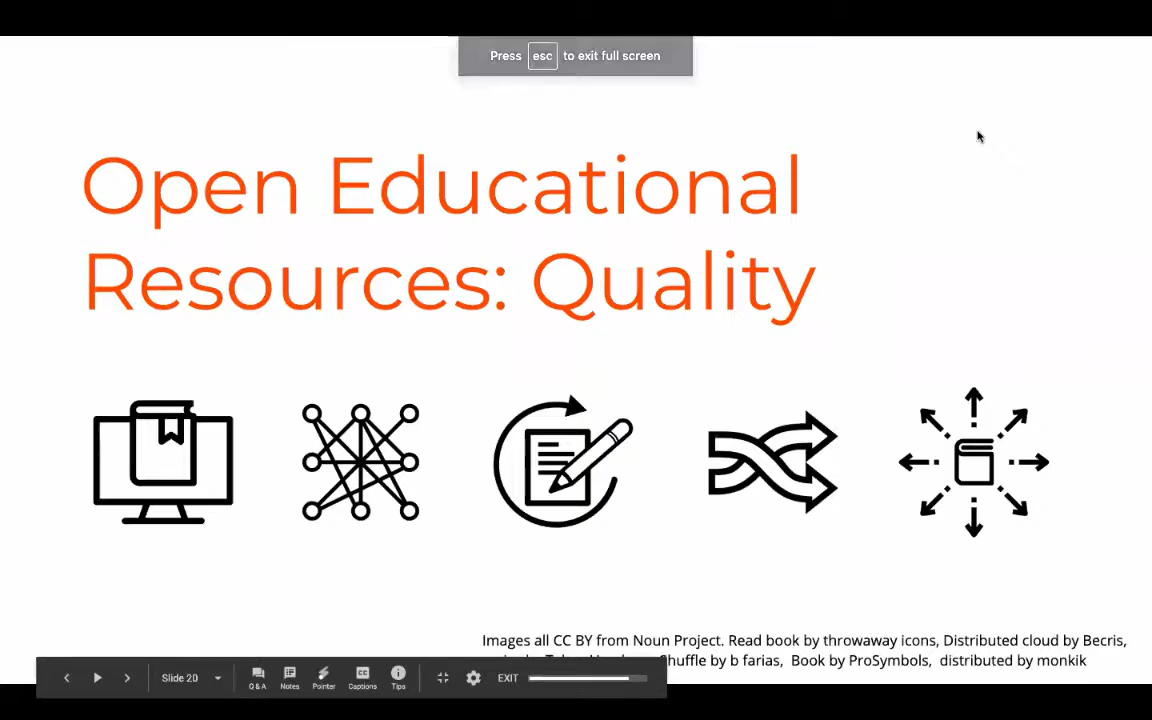 Press esc to exit full screen
Open Educational
Resources: Quality
Images all CC BY from Noun Project. Read book by throwaway icons, Distributed cloud by Becris,
Shuffle by b farias, Book by ProSymbols, distributed by monkik
Slide 20
Q & A
Notes
Pointer
Captions
CC
Tips
EXIT